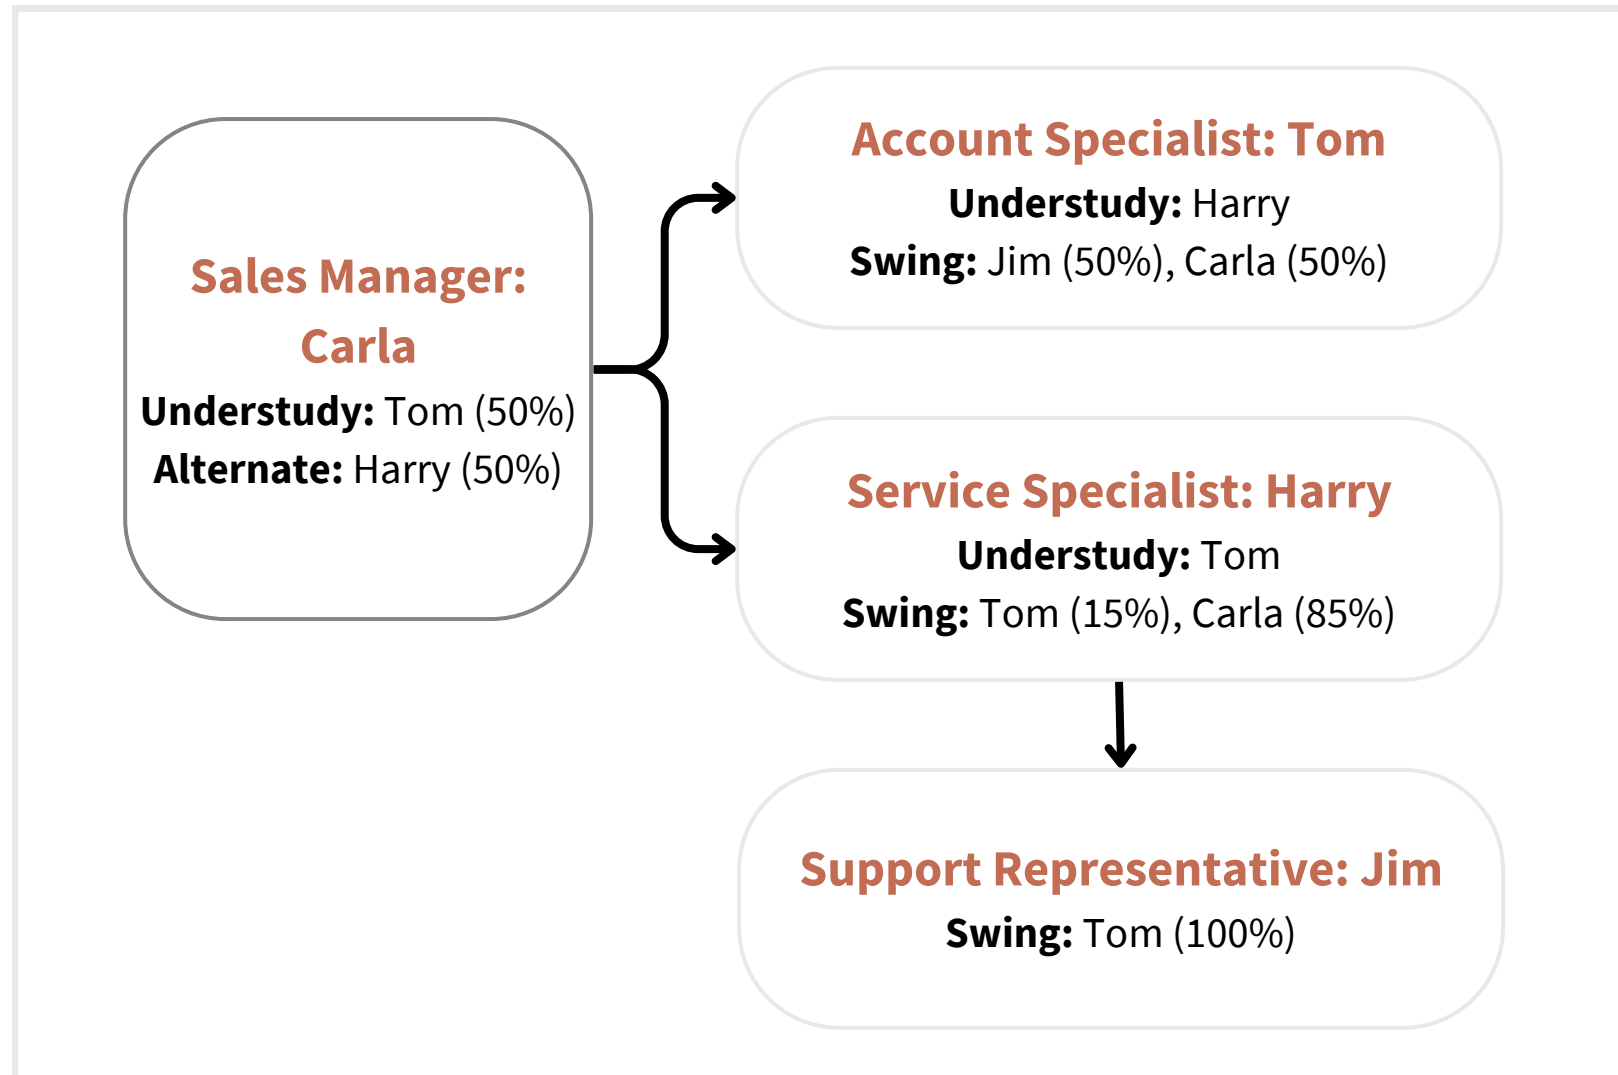 Sales Manager:
Carla
Understudy: Tom (50%)
Alternate: Harry (50%)
Account Specialist: Tom
Understudy: Harry
Swing: Jim (50%), Carla (50%)
Service Specialist: Harry
Understudy: Tom
Swing: Tom (15%), Carla (85%)
Support Representative: Jim
Swing: Tom (100%)